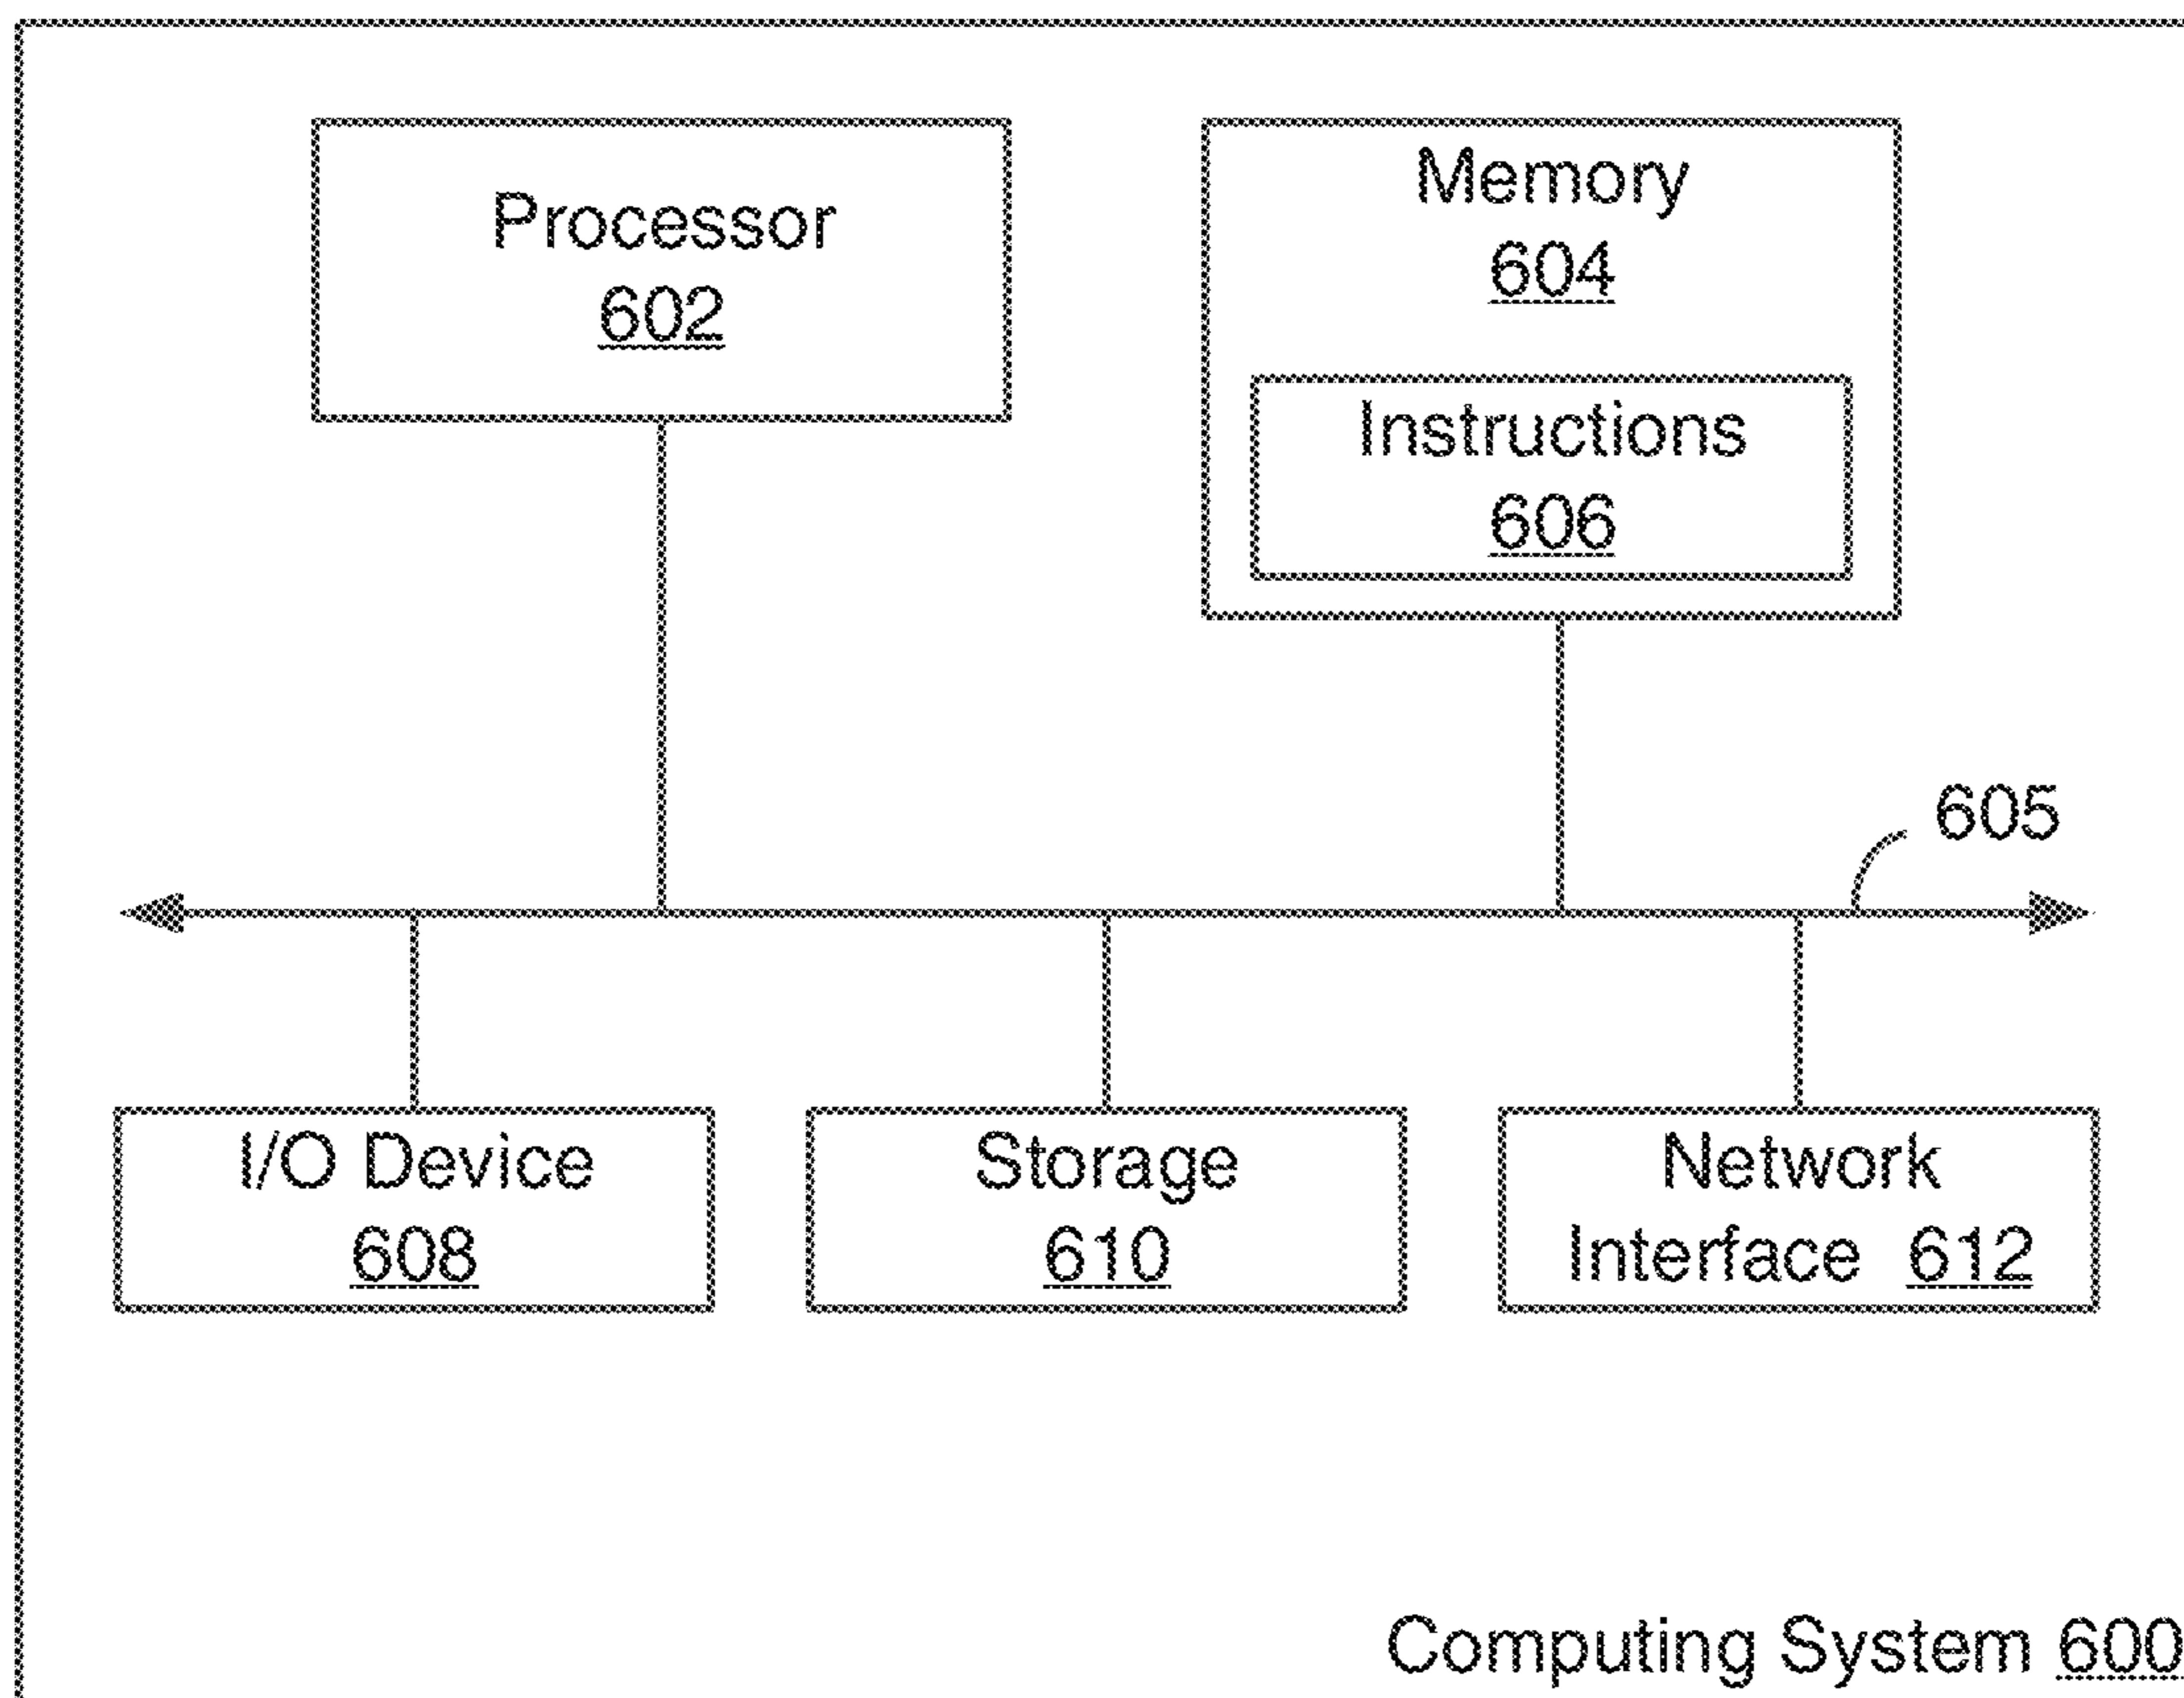 Processor
602
Memory
604
Instructions
606
605
I/O Device
608
Storage
610
Network
Interface 612
Computing System 600